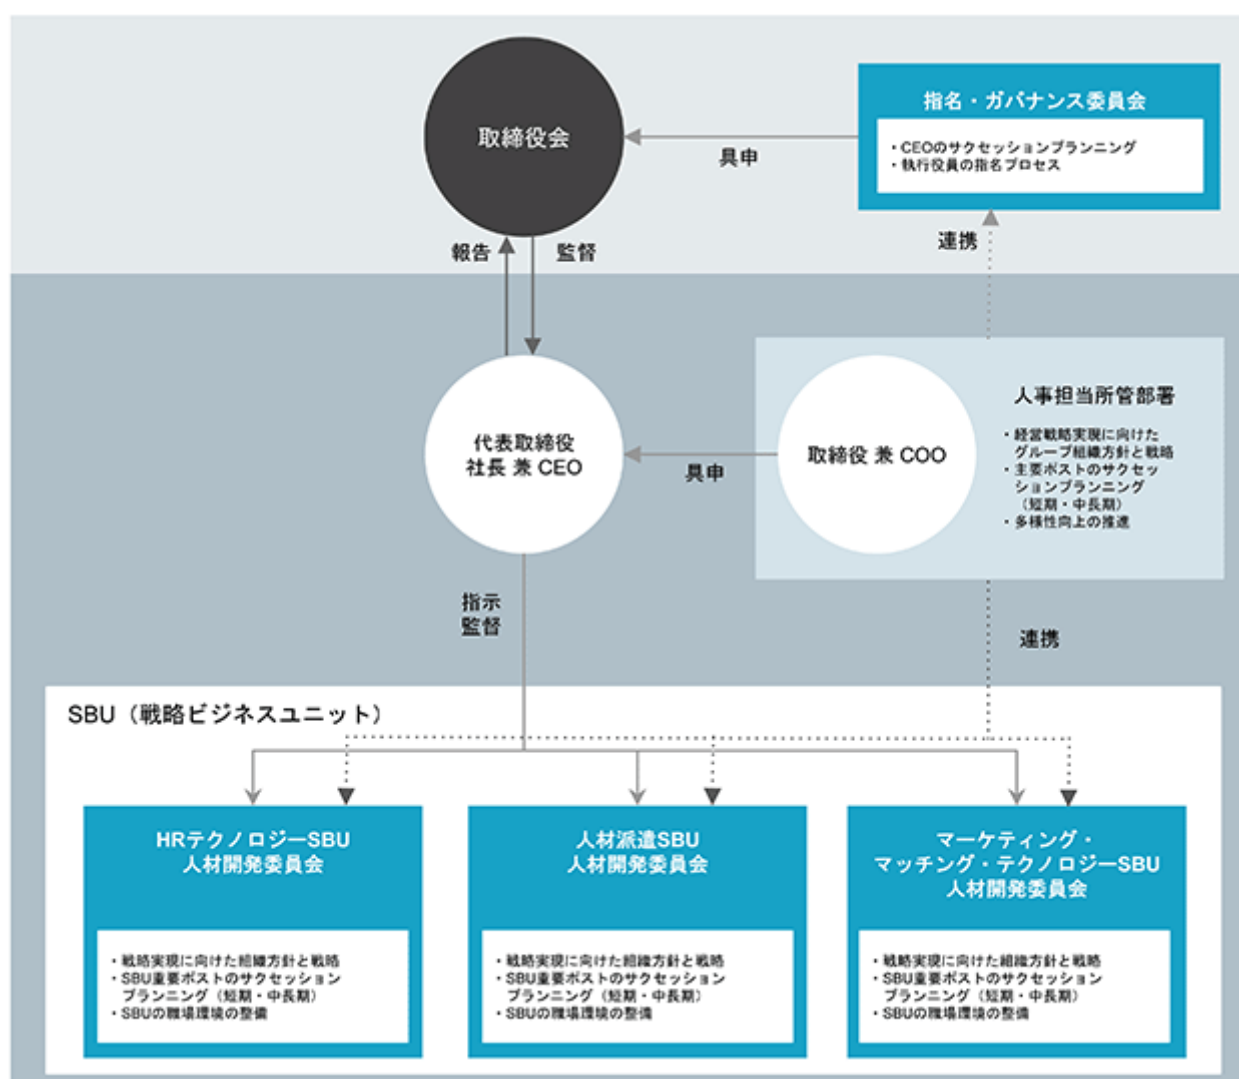 指名・ガバナンス委員会
・CEOのサクセッションプランニング
・執行役員の指名プロセス
取締役会
具申
報告
監督
連携
代表取締役
社長 兼 CEO
具申
取締役 兼 COO
人事担当所管部署
・経営戦略実現に向けた
グループ組織方針と戦略
・主要ポストのサクセッ
ションプランニング
（短期・中長期）
・多様性向上の推進
指示
監督
連携
SBU（戦略ビジネスユニット）
HRテクノロジーSBU
人材開発委員会
・戦略実現に向けた組織方針と戦略
・SBU重要ポストのサクセッション
プランニング（短期・中長期）
・SBUの職場環境の整備
人材派遣SBU
人材開発委員会
・戦略実現に向けた組織方針と戦略
・SBU重要ポストのサクセッション
プランニング（短期・中長期）
・SBUの職場環境の整備
マーケティング・
マッチング・テクノロジーSBU
人材開発委員会
・戦略実現に向けた組織方針と戦略
・SBU重要ポストのサクセッション
プランニング（短期・中長期）
・SBUの職場環境の整備